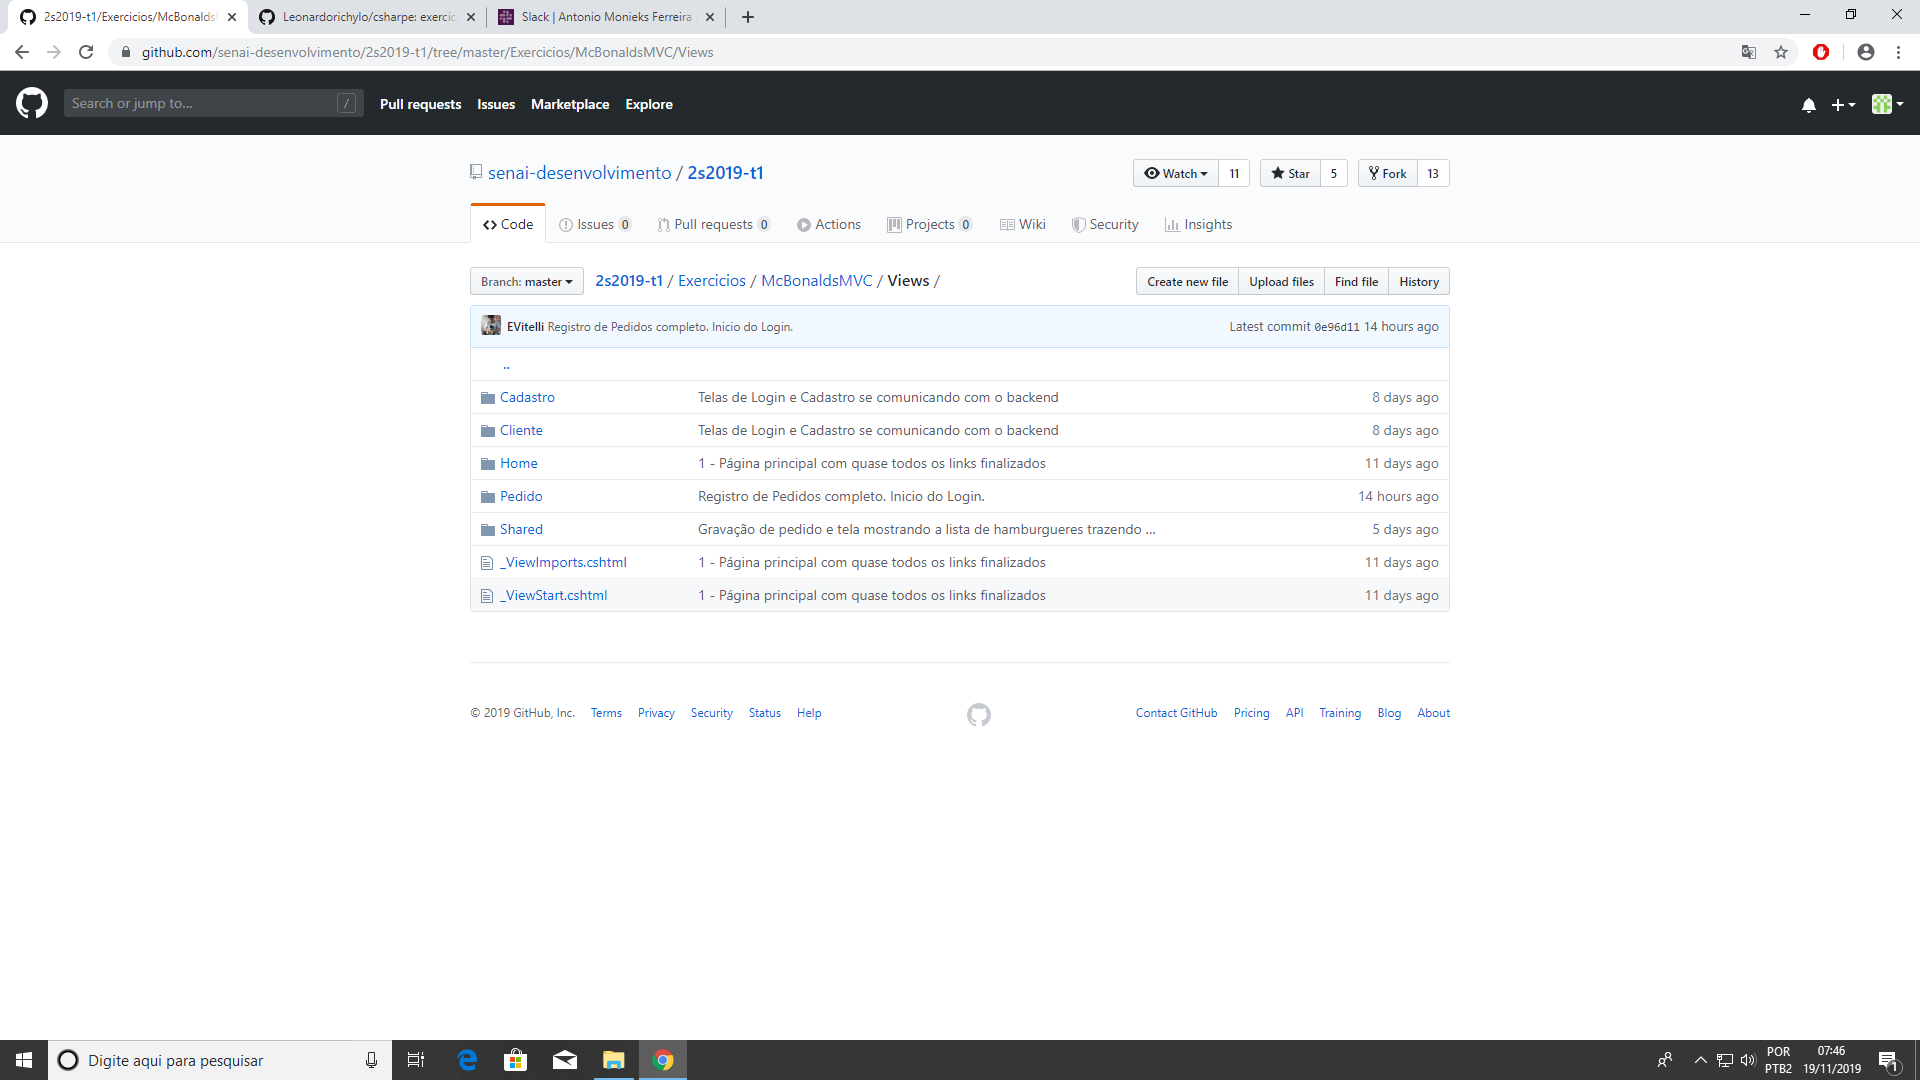 2s2019-t1/Exercicios/McBonalds
Leonardorichylo/csharpe: exercic
Slack | Antonio Monieks Ferreira
github.com/senai-desenvolvimento/2s2019-t1/tree/master/Exercicios/McBonaldsMVC/Views
Search or jump to...
/
Pull requests
Issues
Marketplace
Explore
senai-desenvolvimento / 2s2019-t1
Watch 11
Star 5
Fork 13
Code
Issues 0
Pull requests 0
Actions
Projects 0
Wiki
Security
Insights
Branch: master
2s2019-t1 / Exercicios / McBonaldsMVC / Views /
Create new file
Upload files
Find file
History
EVitelli Registro de Pedidos completo. Inicio do Login.
Latest commit 0e96d11 14 hours ago
..
Cadastro Telas de Login e Cadastro se comunicando com o backend 8 days ago
Cliente Telas de Login e Cadastro se comunicando com o backend 8 days ago
Home 1 - Página principal com quase todos os links finalizados 11 days ago
Pedido Registro de Pedidos completo. Inicio do Login. 14 hours ago
Shared Gravação de pedido e tela mostrando a lista de hamburgueres trazendo ... 5 days ago
_ViewImports.cshtml 1 - Página principal com quase todos os links finalizados 11 days ago
_ViewStart.cshtml 1 - Página principal com quase todos os links finalizados 11 days ago
© 2019 GitHub, Inc.
Terms
Privacy
Security
Status
Help
Contact GitHub
Pricing
API
Training
Blog
About
Digite aqui para pesquisar
POR
PTB2
07:46
19/11/2019
1